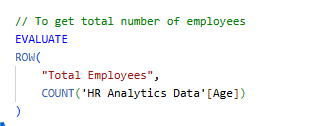 // To get total number of employees
EVALUATE
ROW(
"Total Employees",
COUNT('HR Analytics Data'[Age])
)